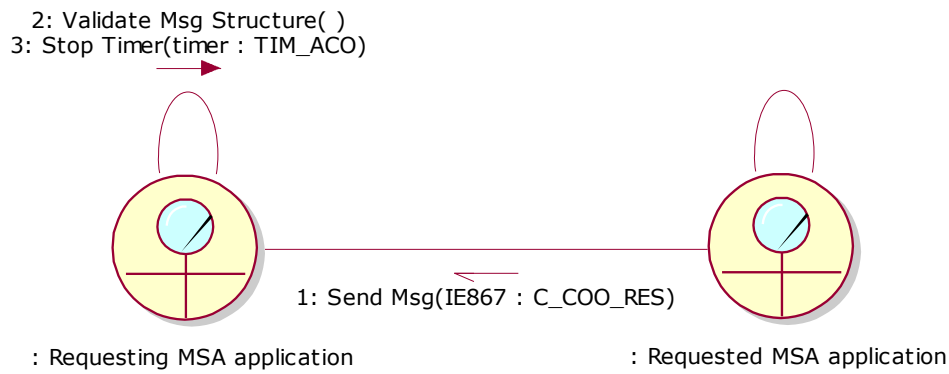 2: Validate Msg Structure( )
3: Stop Timer(timer : TIM_ACO)
1: Send Msg(IE867 : C_COO_RES)
: Requesting MSA application
: Requested MSA application